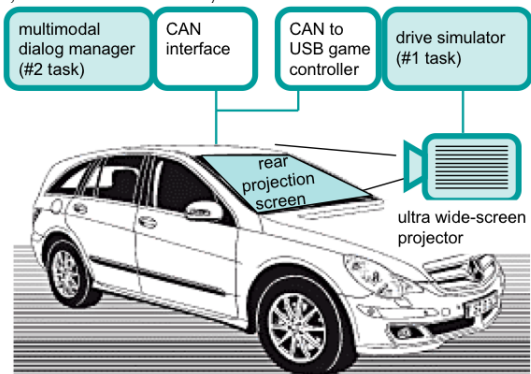 multimodal
dialog manager
(#2 task)
CAN
interface
CAN to
USB game
controller
drive simulator
(#1 task)
rear
projection
screen
ultra wide-screen
projector